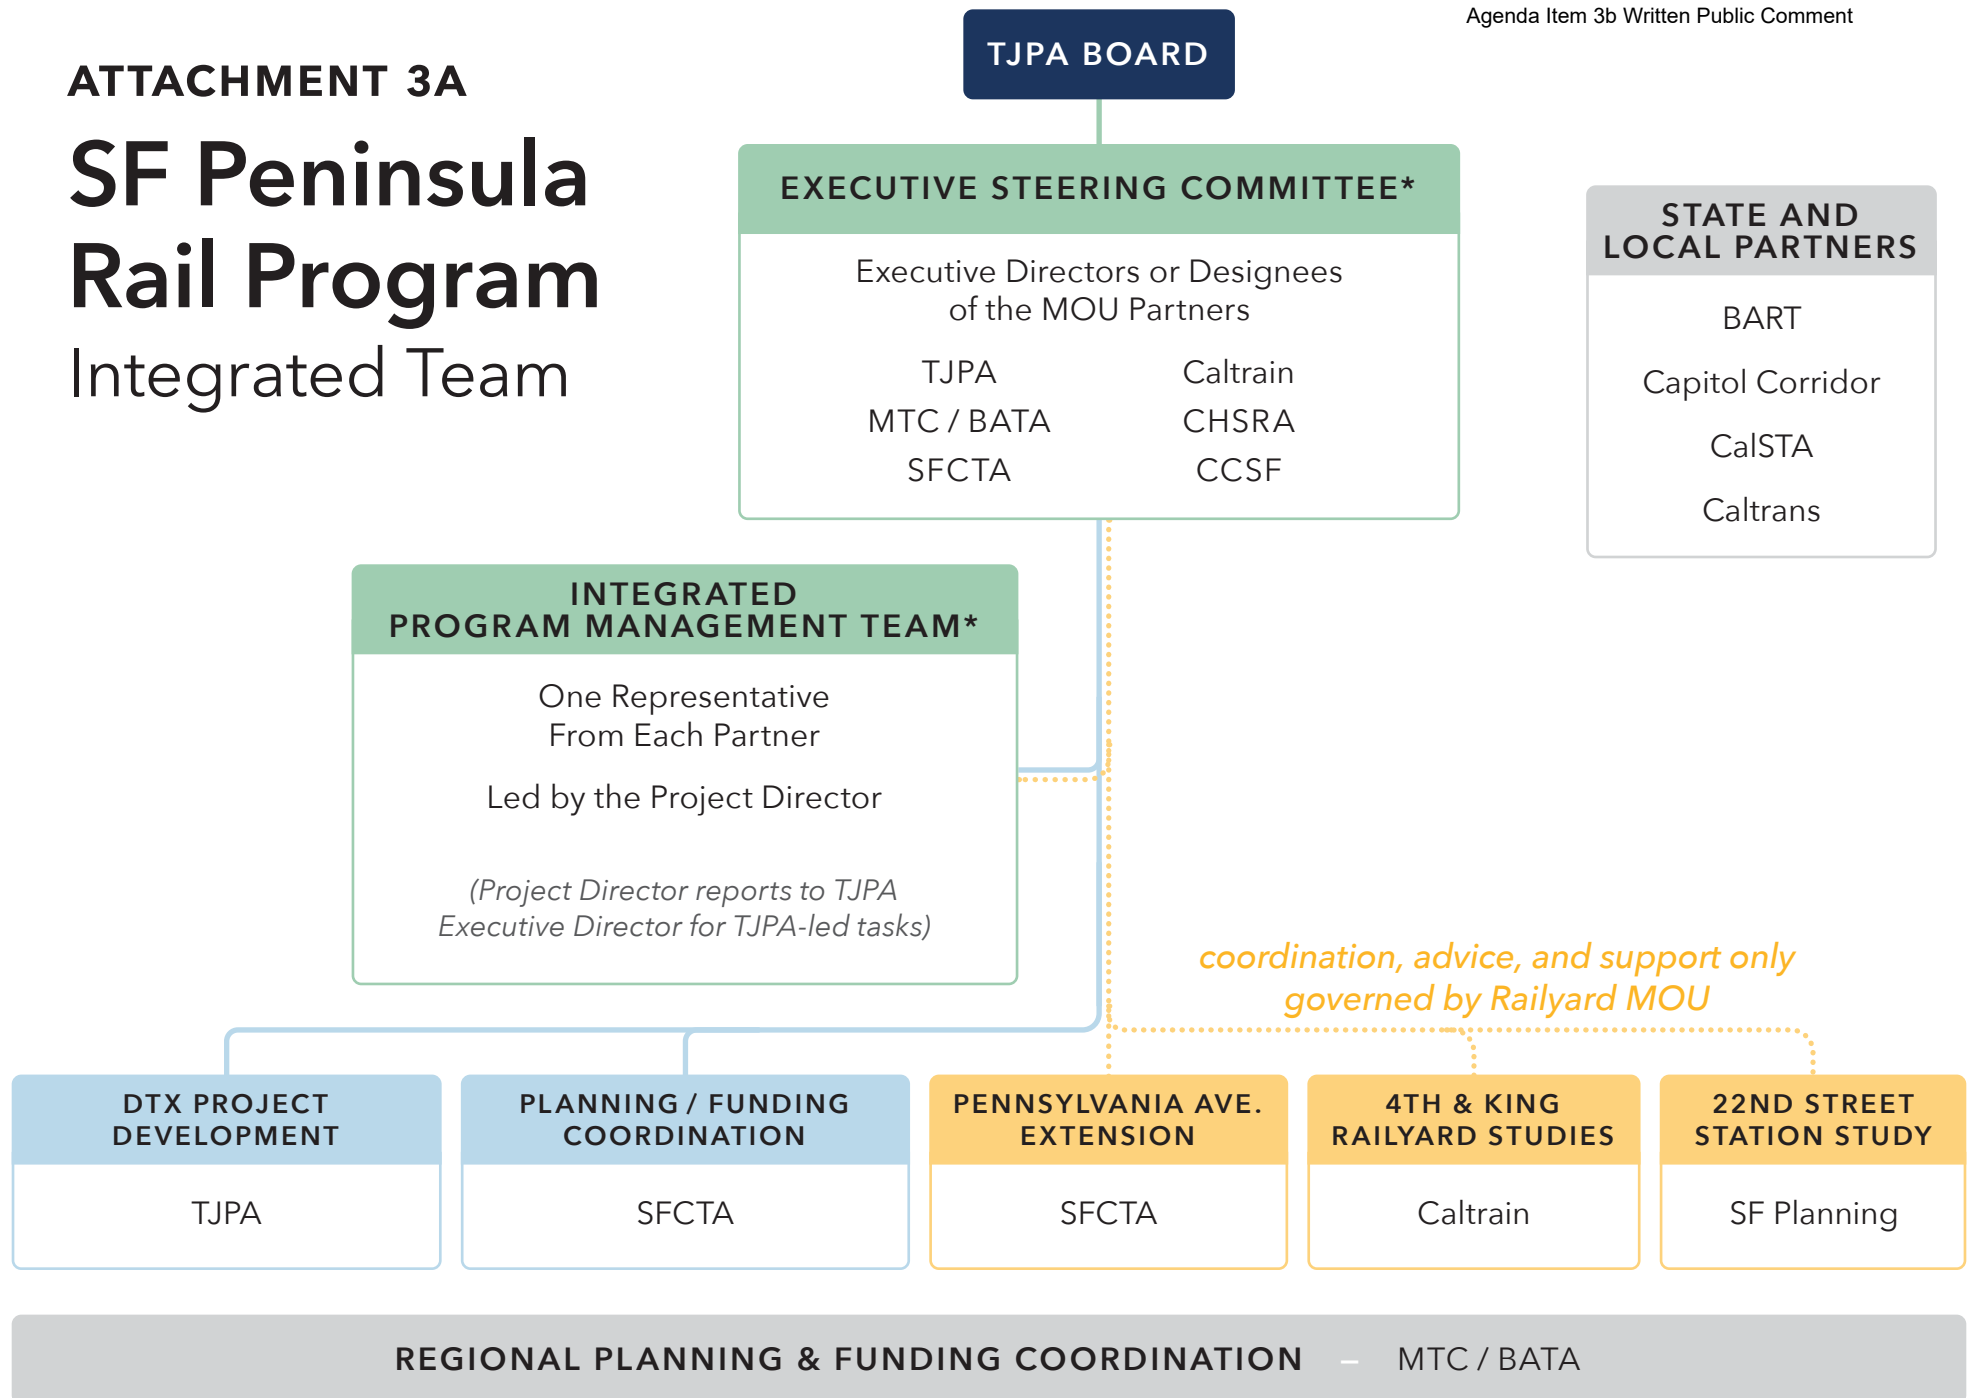 Agenda Item 3b Written Public Comment
ATTACHMENT 3A
SF Peninsula
Rail Program
Integrated Team
TJPA BOARD
EXECUTIVE STEERING COMMITTEE*
Executive Directors or Designees
of the MOU Partners
TJPA
Caltrain
MTC / BATA
CHSRA
SFCTA
CCSF
STATE AND
LOCAL PARTNERS
BART
Capitol Corridor
CalSTA
Caltrans
INTEGRATED
PROGRAM MANAGEMENT TEAM*
One Representative
From Each Partner
Led by the Project Director
(Project Director reports to TJPA
Executive Director for TJPA-led tasks)
coordination, advice, and support only
governed by Railyard MOU
DTX PROJECT
DEVELOPMENT
TJPA
PLANNING / FUNDING
COORDINATION
SFCTA
PENNSYLVANIA AVE.
EXTENSION
SFCTA
4TH & KING
RAILYARD STUDIES
Caltrain
22ND STREET
STATION STUDY
SF Planning
REGIONAL PLANNING & FUNDING COORDINATION – MTC / BATA